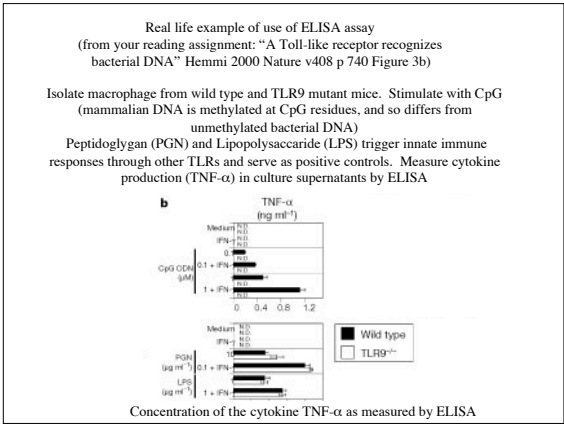 Real life example of use of ELISA assay
(from your reading assignment: “A Toll-like receptor recognizes
bacterial DNA” Hemmi 2000 Nature v408 p 740 Figure 3b)
Isolate macrophage from wild type and TLR9 mutant mice. Stimulate with CpG
(mammalian DNA is methylated at CpG residues, and so differs from
unmethylated bacterial DNA)
Peptidoglygan (PGN) and Lipopolysaccaride (LPS) trigger innate immune
responses through other TLRs and serve as positive controls. Measure cytokine
production (TNF-α) in culture supernatants by ELISA
b
TNF-α
(ng ml⁻¹)
Medium N.D.
N.D.
IFN-γ N.D.
N.D.
0.1
N.D.
CpG ODN 0.1 + IFN-γ
(µM) N.D.
N.D.
1 + IFN-γ
N.D.
0 0.4 0.8 1.2
Medium N.D.
N.D.
IFN-γ N.D.
N.D.
PGN 10
(µg ml⁻¹) 0.1 + IFN-γ
LPS
(µg ml⁻¹) 1 + IFN-γ
0 0.4 0.8 1.2
Wild type
TLR9⁻/⁻
Concentration of the cytokine TNF-α as measured by ELISA